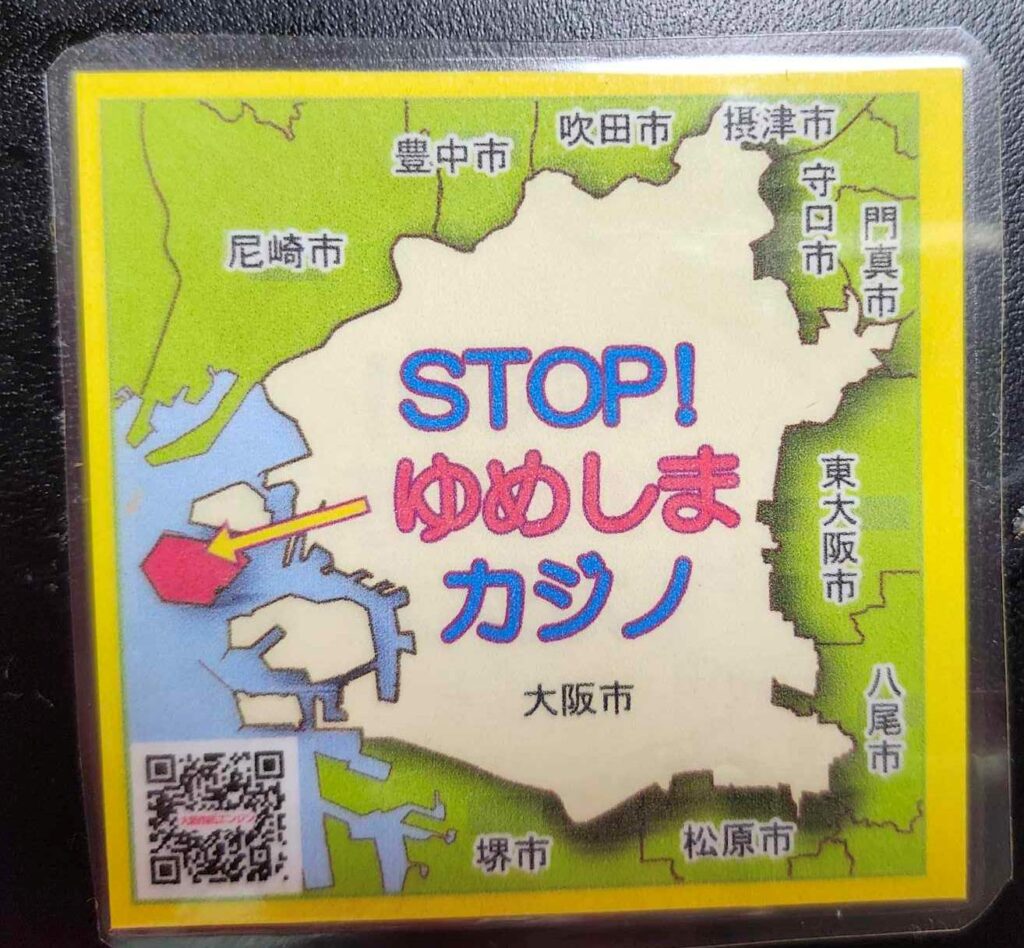 吹田市
摂津市
豊中市
守口市
門真市
尼崎市
STOP!
ゆめしま
カジノ
東大阪市
大阪市
八尾市
堺市
松原市